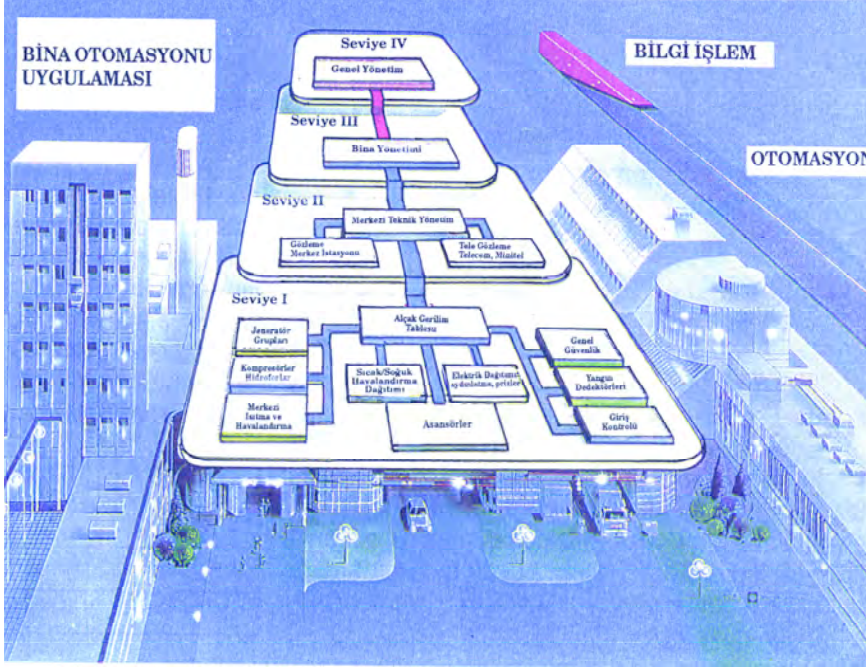 BİNA OTOMASYONU
UYGULAMASI
BİLGİ İŞLEM
OTOMASYON
Seviye IV
Genel Yönetim
Seviye III
Bina Yönetimi
Seviye II
Merkezi Teknik Yönetim
Gözleme
Merkez İstasyonu
Tele Gözleme
Telecom, Minitel
Seviye I
Alçak Gerilim
Tablosu
Jeneratör
Grupları
Kompresörler
Hidroforlar
Merkezi
Isıtma ve
Havalandırma
Sıcak/Soğuk
Havalandırma
Dağıtımı
Elektrik Dağıtımı
aydınlatma, prizler
Asansörler
Genel
Güvenlik
Yangın
Dedektörleri
Giriş
Kontrolü